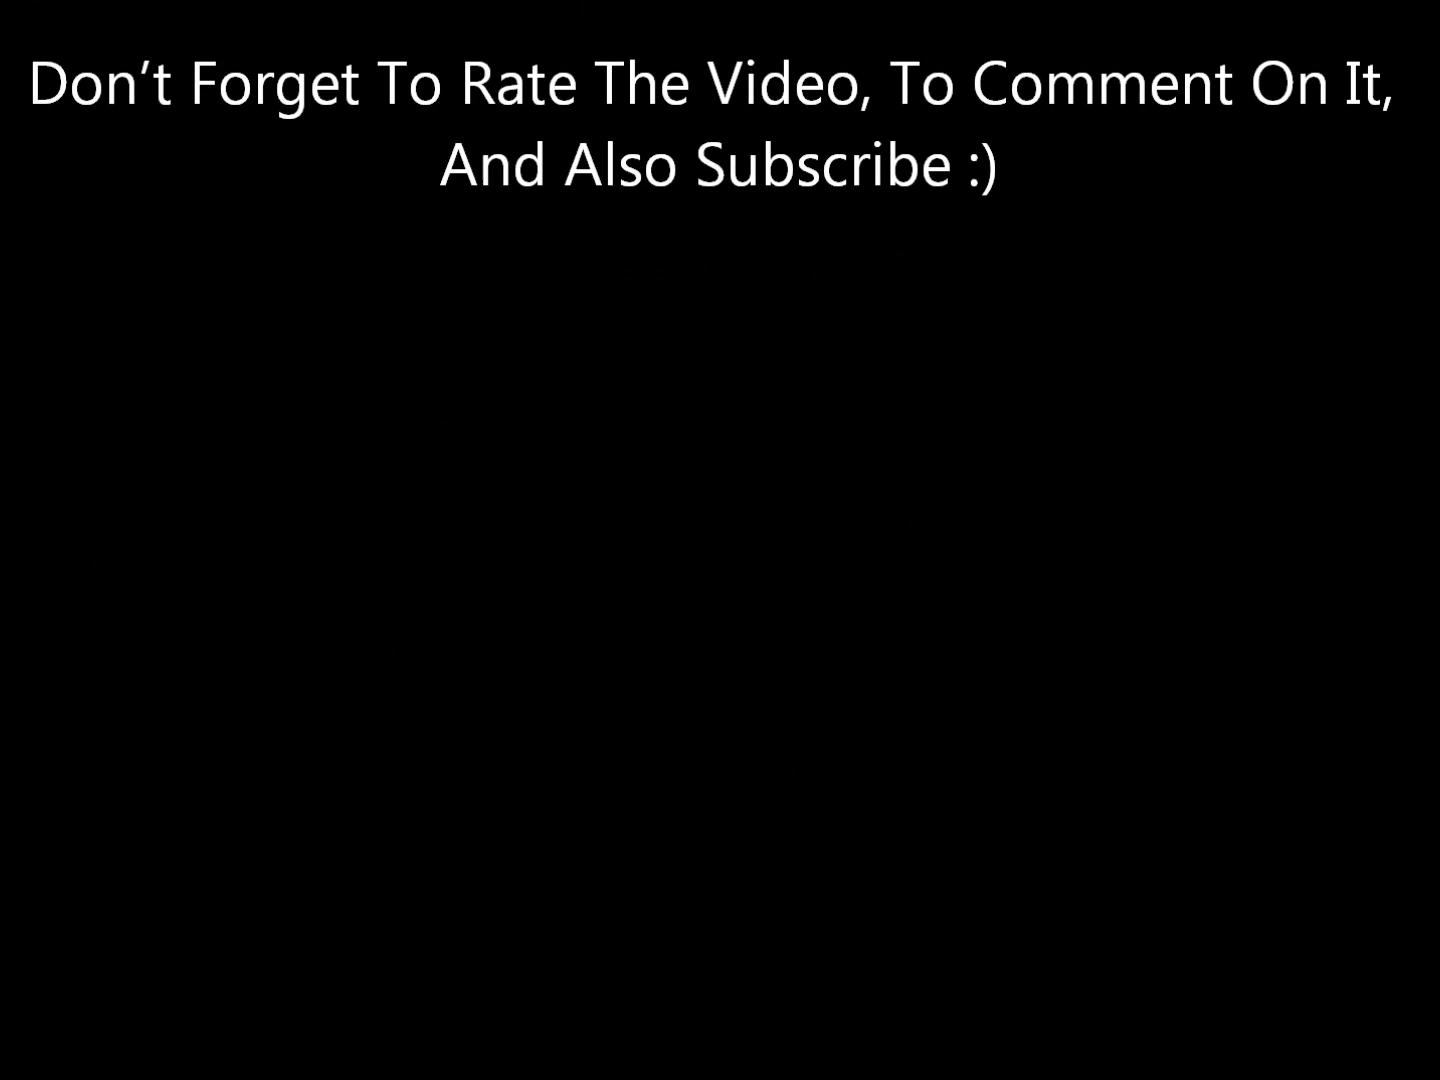 Don’t Forget To Rate The Video, To Comment On It,
And Also Subscribe :)